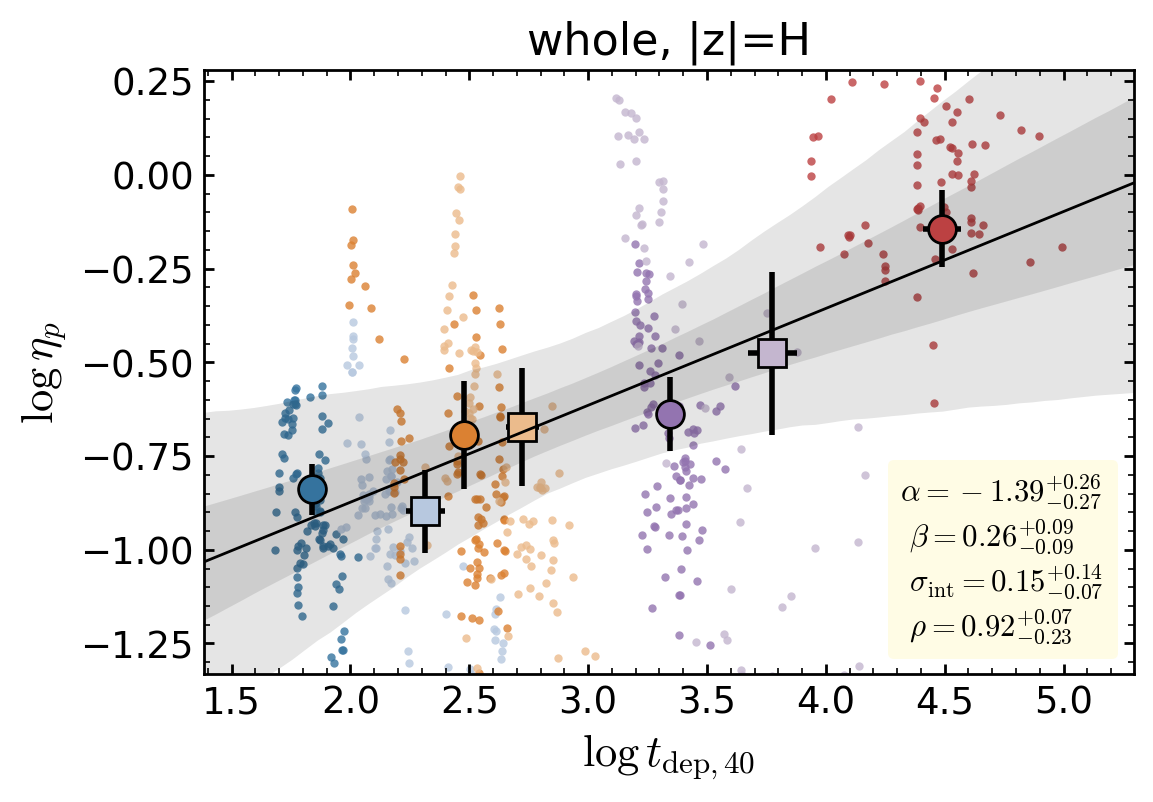 whole, |z|=H
0.25
0.00
−0.25
−0.50
−0.75
−1.00
−1.25
log η_p
α = −1.39^{+0.26}_{−0.27}
β = 0.26^{+0.09}_{−0.09}
σ_int = 0.15^{+0.14}_{−0.07}
ρ = 0.92^{+0.07}_{−0.23}
1.5 2.0 2.5 3.0 3.5 4.0 4.5 5.0
log t_{dep, 40}